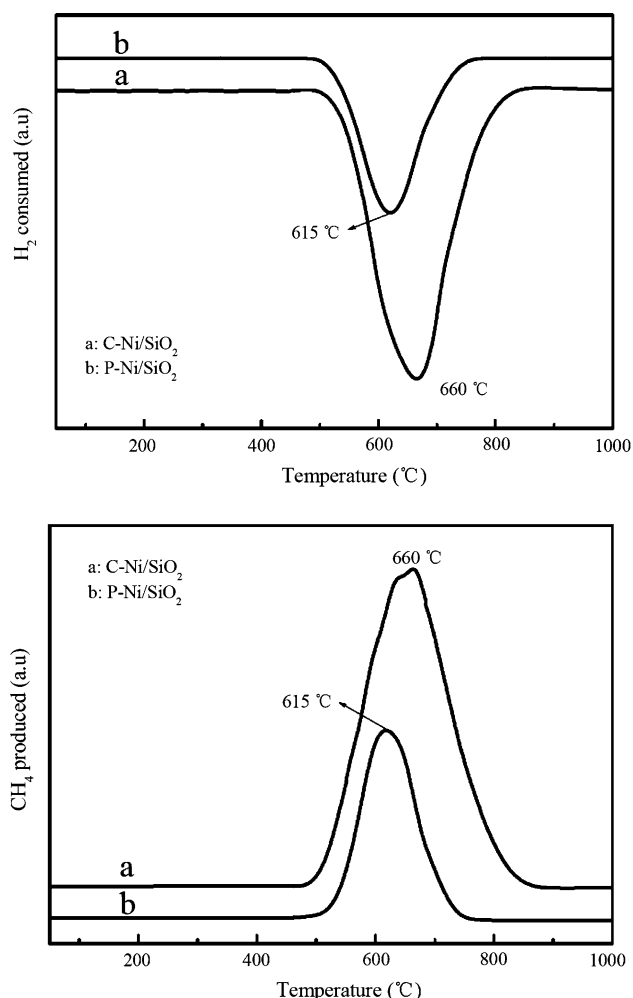 b
a
H2 consumed (a.u)
615 ℃
a: C-Ni/SiO2
b: P-Ni/SiO2
660 ℃
200 400 600 800 1000
Temperature (℃)
a: C-Ni/SiO2
b: P-Ni/SiO2
660 ℃
615 ℃
CH4 produced (a.u)
a
b
200 400 600 800 1000
Temperature (℃)